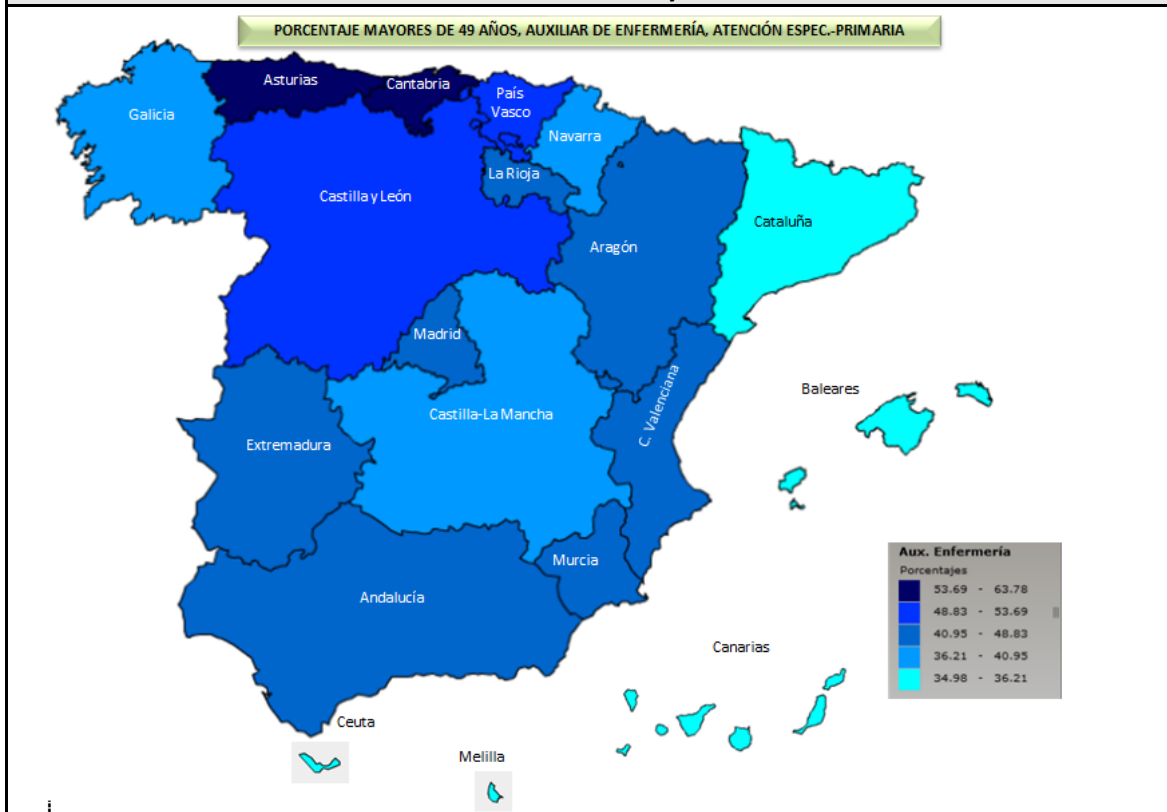 PORCENTAJE MAYORES DE 49 AÑOS, AUXILIAR DE ENFERMERÍA, ATENCIÓN ESPEC.-PRIMARIA
Asturias
Cantabria
País
Vasco
Galicia
Navarra
La Rioja
Castilla y León
Cataluña
Aragón
Madrid
Baleares
C. Valenciana
Castilla-La Mancha
Extremadura
Murcia
Andalucía
Aux. Enfermería
Porcentajes
53.69 - 63.78
48.83 - 53.69
40.95 - 48.83
36.21 - 40.95
34.98 - 36.21
Canarias
Ceuta
Melilla